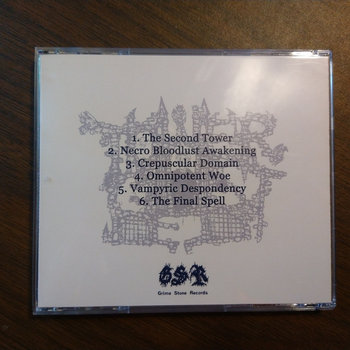 1. The Second Tower
2. Necro Bloodlust Awakening
3. Crepuscular Domain
4. Omnipotent Woe
5. Vampyric Despondency
6. The Final Spell
GSR
Grime Stone Records